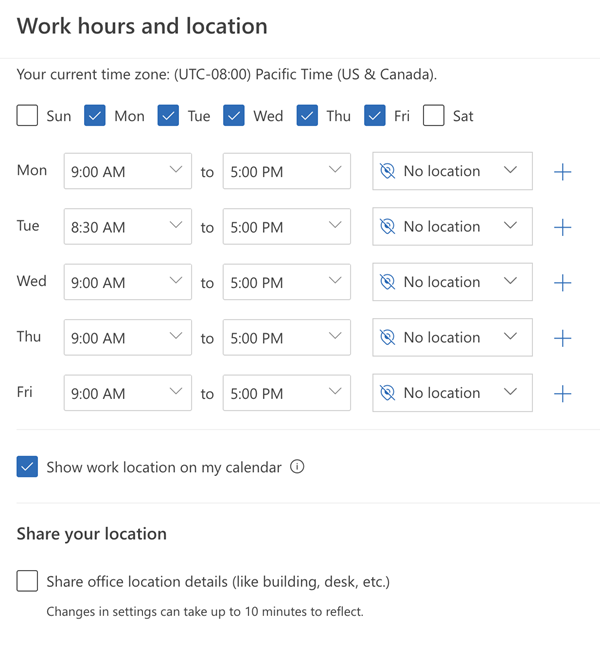 Work hours and location
Your current time zone: (UTC-08:00) Pacific Time (US & Canada).
Sun Mon Tue Wed Thu Fri Sat
Mon 9:00 AM to 5:00 PM No location
Tue 8:30 AM to 5:00 PM No location
Wed 9:00 AM to 5:00 PM No location
Thu 9:00 AM to 5:00 PM No location
Fri 9:00 AM to 5:00 PM No location
Show work location on my calendar
Share your location
Share office location details (like building, desk, etc.)
Changes in settings can take up to 10 minutes to reflect.